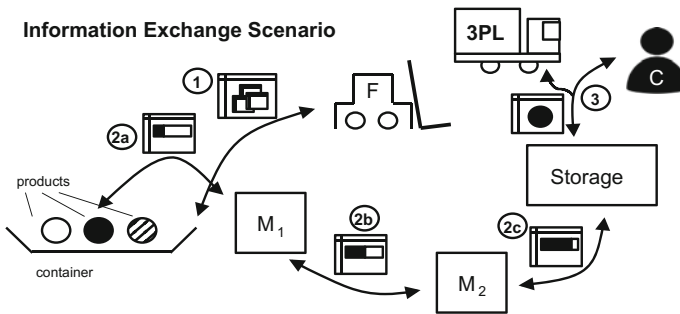 Information Exchange Scenario
3PL
C
1
F
3
2a
products
Storage
M1
2b
2c
container
M2